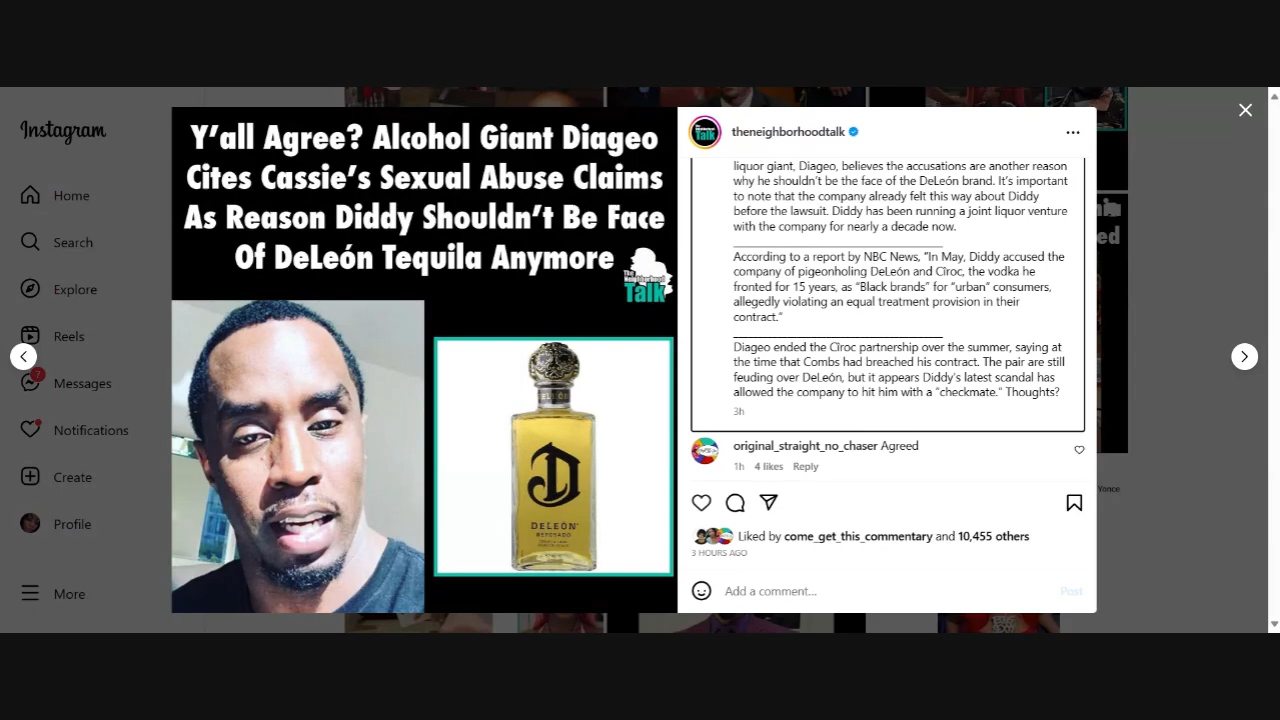 Instagram
Home
Search
Explore
Reels
7
Messages
Notifications
Create
Profile
More
Y'all Agree? Alcohol Giant Diageo
Cites Cassie's Sexual Abuse Claims
As Reason Diddy Shouldn't Be Face
Of DeLeón Tequila Anymore
The
Neighborhood
Talk
DELEÓN
REPOSADO
Talk
theneighborhoodtalk
liquor giant, Diageo, believes the accusations are another reason
why he shouldn't be the face of the DeLeón brand. It's important
to note that the company already felt this way about Diddy
before the lawsuit. Diddy has been running a joint liquor venture
with the company for nearly a decade now.
According to a report by NBC News, "In May, Diddy accused the
company of pigeonholing DeLeón and Cîroc, the vodka he
fronted for 15 years, as "Black brands" for "urban" consumers,
allegedly violating an equal treatment provision in their
contract."
Diageo ended the Cîroc partnership over the summer, saying at
the time that Combs had breached his contract. The pair are still
feuding over DeLeón, but it appears Diddy's latest scandal has
allowed the company to hit him with a "checkmate." Thoughts?
3h
original_straight_no_chaser Agreed
1h 4 likes Reply
Liked by come_get_this_commentary and 10,455 others
3 HOURS AGO
Add a comment...
Post
Yonce